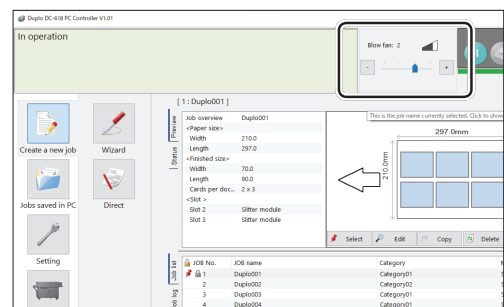 Duplo DC-618 PC Controller V1.01
In operation
Blow fan: 2
-
+
[ 1 : Duplo001 ]
This is the job name currently selected. Click to show
Preview
Status
Job overview Duplo001
<Paper size>
Width 210.0
Length 297.0
<Finished size>
Width 70.0
Length 90.0
Cards per doc... 2 x 3
<Slot >
Slot 2 Slitter module
Slot 3 Slitter module
297.0mm
210.0mm
Create a new job
Wizard
Jobs saved in PC
Direct
Setting
Select
Edit
Copy
Delete
Job list
Job log
JOB No. JOB name Category
1 Duplo001 Category01
2 Duplo002 Category02
3 Duplo003 Category01
4 Duplo004 Category01